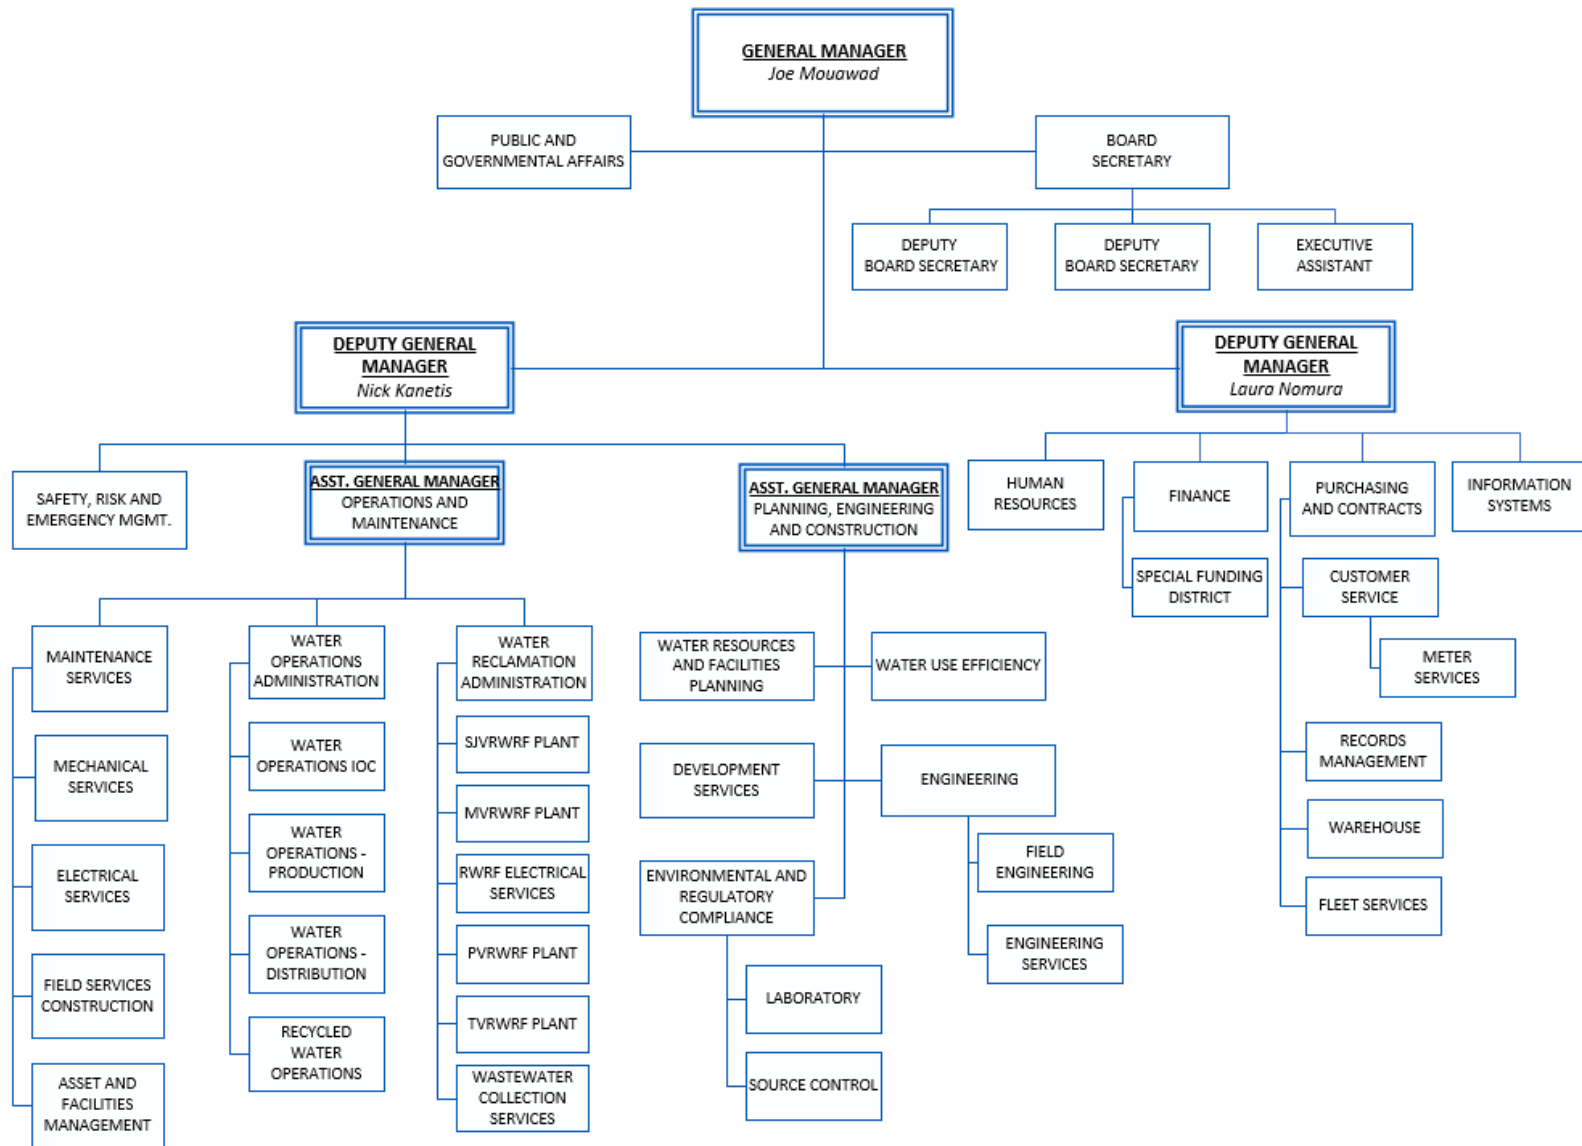 GENERAL MANAGER
Joe Mouawad
PUBLIC AND
GOVERNMENTAL AFFAIRS
BOARD
SECRETARY
DEPUTY
BOARD SECRETARY
DEPUTY
BOARD SECRETARY
EXECUTIVE
ASSISTANT
DEPUTY GENERAL
MANAGER
Nick Kanetis
DEPUTY GENERAL
MANAGER
Laura Nomura
SAFETY, RISK AND
EMERGENCY MGMT.
ASST. GENERAL MANAGER
OPERATIONS AND
MAINTENANCE
ASST. GENERAL MANAGER
PLANNING, ENGINEERING
AND CONSTRUCTION
HUMAN
RESOURCES
FINANCE
PURCHASING
AND CONTRACTS
INFORMATION
SYSTEMS
SPECIAL FUNDING
DISTRICT
CUSTOMER
SERVICE
METER
SERVICES
RECORDS
MANAGEMENT
WAREHOUSE
FLEET SERVICES
MAINTENANCE
SERVICES
MECHANICAL
SERVICES
ELECTRICAL
SERVICES
FIELD SERVICES
CONSTRUCTION
ASSET AND
FACILITIES
MANAGEMENT
WATER
OPERATIONS
ADMINISTRATION
WATER
OPERATIONS IOC
WATER
OPERATIONS -
PRODUCTION
WATER
OPERATIONS -
DISTRIBUTION
RECYCLED
WATER
OPERATIONS
WATER
RECLAMATION
ADMINISTRATION
SJVRWRF PLANT
MVRWRF PLANT
RWRF ELECTRICAL
SERVICES
PVRWRF PLANT
TVRWRF PLANT
WASTEWATER
COLLECTION
SERVICES
WATER RESOURCES
AND FACILITIES
PLANNING
WATER USE EFFICIENCY
DEVELOPMENT
SERVICES
ENGINEERING
FIELD
ENGINEERING
ENGINEERING
SERVICES
ENVIRONMENTAL AND
REGULATORY
COMPLIANCE
LABORATORY
SOURCE CONTROL